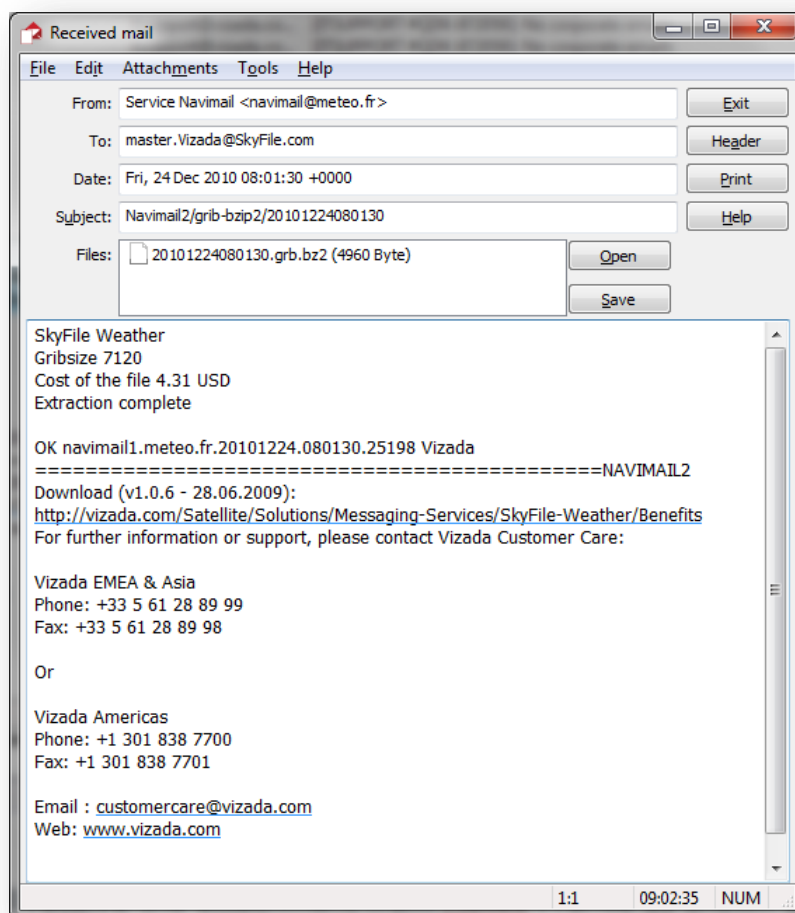 Received mail
File Edit Attachments Tools Help
From: Service Navimail <navimail@meteo.fr> Exit
To: master.Vizada@SkyFile.com Header
Date: Fri, 24 Dec 2010 08:01:30 +0000 Print
Subject: Navimail2/grib-bzip2/20101224080130 Help
Files: 20101224080130.grb.bz2 (4960 Byte) Open
Save
SkyFile Weather
Gribsize 7120
Cost of the file 4.31 USD
Extraction complete
OK navimail1.meteo.fr.20101224.080130.25198 Vizada
=============================================NAVIMAIL2
Download (v1.0.6 - 28.06.2009):
http://vizada.com/Satellite/Solutions/Messaging-Services/SkyFile-Weather/Benefits
For further information or support, please contact Vizada Customer Care:
Vizada EMEA & Asia
Phone: +33 5 61 28 89 99
Fax: +33 5 61 28 89 98
Or
Vizada Americas
Phone: +1 301 838 7700
Fax: +1 301 838 7701
Email : customercare@vizada.com
Web: www.vizada.com
1:1 09:02:35 NUM